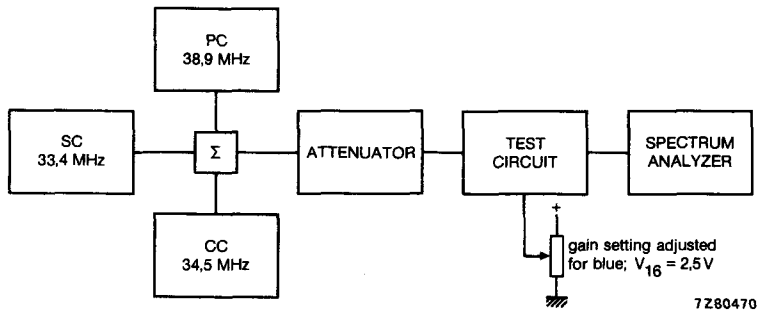 PC
38,9 MHz
SC
33,4 MHz
Σ
ATTENUATOR
TEST
CIRCUIT
SPECTRUM
ANALYZER
CC
34,5 MHz
+
gain setting adjusted
for blue; V16 = 2,5 V
7Z80470